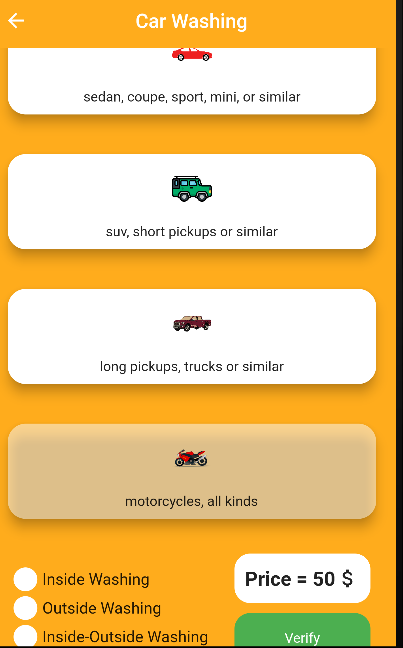 Car Washing
sedan, coupe, sport, mini, or similar
suv, short pickups or similar
long pickups, trucks or similar
motorcycles, all kinds
Inside Washing
Outside Washing
Inside-Outside Washing
Price = 50 $
Verify